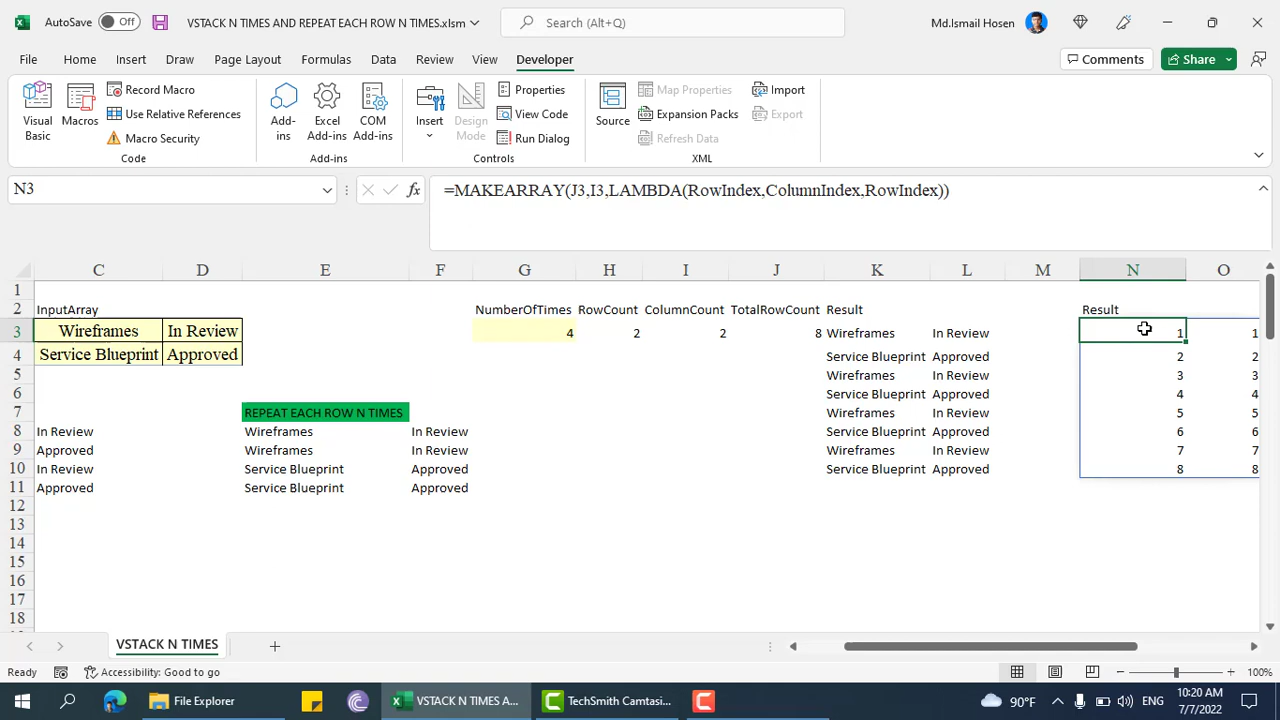 AutoSave Off VSTACK N TIMES AND REPEAT EACH ROW N TIMES.xlsm Search (Alt+Q) Md.Ismail Hosen
File Home Insert Draw Page Layout Formulas Data Review View Developer Comments Share
Visual Basic Macros Record Macro Use Relative References Macro Security Code
Add-ins Excel Add-ins COM Add-ins Add-ins
Insert Design Mode Properties View Code Run Dialog Controls
Source Map Properties Expansion Packs Refresh Data Import Export XML
N3 fx =MAKEARRAY(J3,I3,LAMBDA(RowIndex,ColumnIndex,RowIndex))
C D E F G H I J K L M N O
1
2 InputArray NumberOfTimes RowCount ColumnCount TotalRowCount Result Result
3 Wireframes In Review 4 2 2 8 Wireframes In Review 1 1
4 Service Blueprint Approved Service Blueprint Approved 2 2
5 Wireframes In Review 3 3
6 Service Blueprint Approved 4 4
7 REPEAT EACH ROW N TIMES Wireframes In Review 5 5
8 In Review Wireframes In Review Service Blueprint Approved 6 6
9 Approved Wireframes In Review Wireframes In Review 7 7
10 In Review Service Blueprint Approved Service Blueprint Approved 8 8
11 Approved Service Blueprint Approved
12
13
14
15
16
17
18
VSTACK N TIMES
Ready Accessibility: Good to go 100%
File Explorer VSTACK N TIMES A... TechSmith Camtasi... 90°F ENG 10:20 AM
7/7/2022